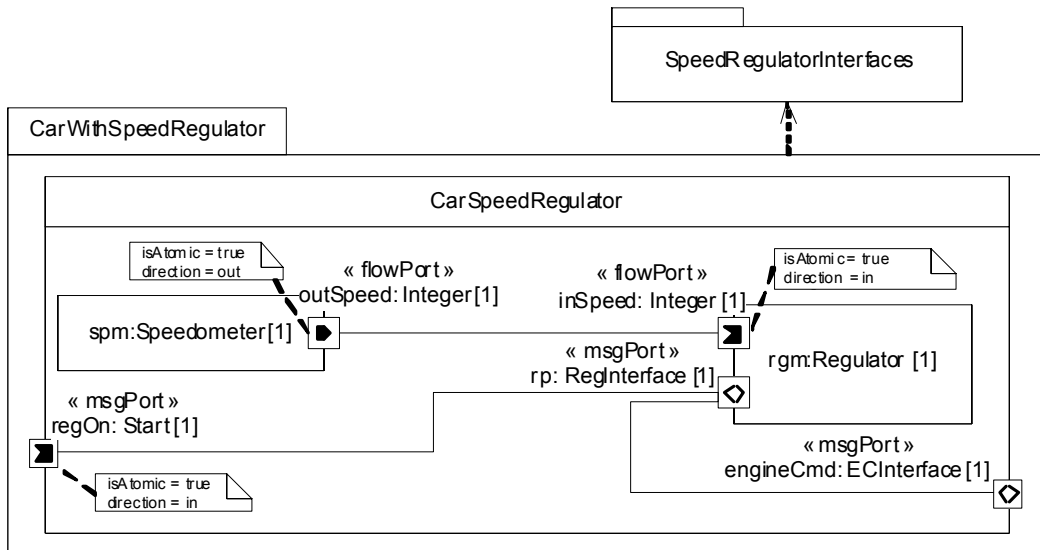 SpeedRegulatorInterfaces
CarWithSpeedRegulator
CarSpeedRegulator
isAtomic = true
direction = out
« flowPort »
outSpeed: Integer [1]
« flowPort »
inSpeed: Integer [1]
isAtomic = true
direction = in
spm:Speedometer [1]
« msgPort »
rp: RegInterface [1]
rgm:Regulator [1]
« msgPort »
regOn: Start [1]
« msgPort »
engineCmd: ECInterface [1]
isAtomic = true
direction = in